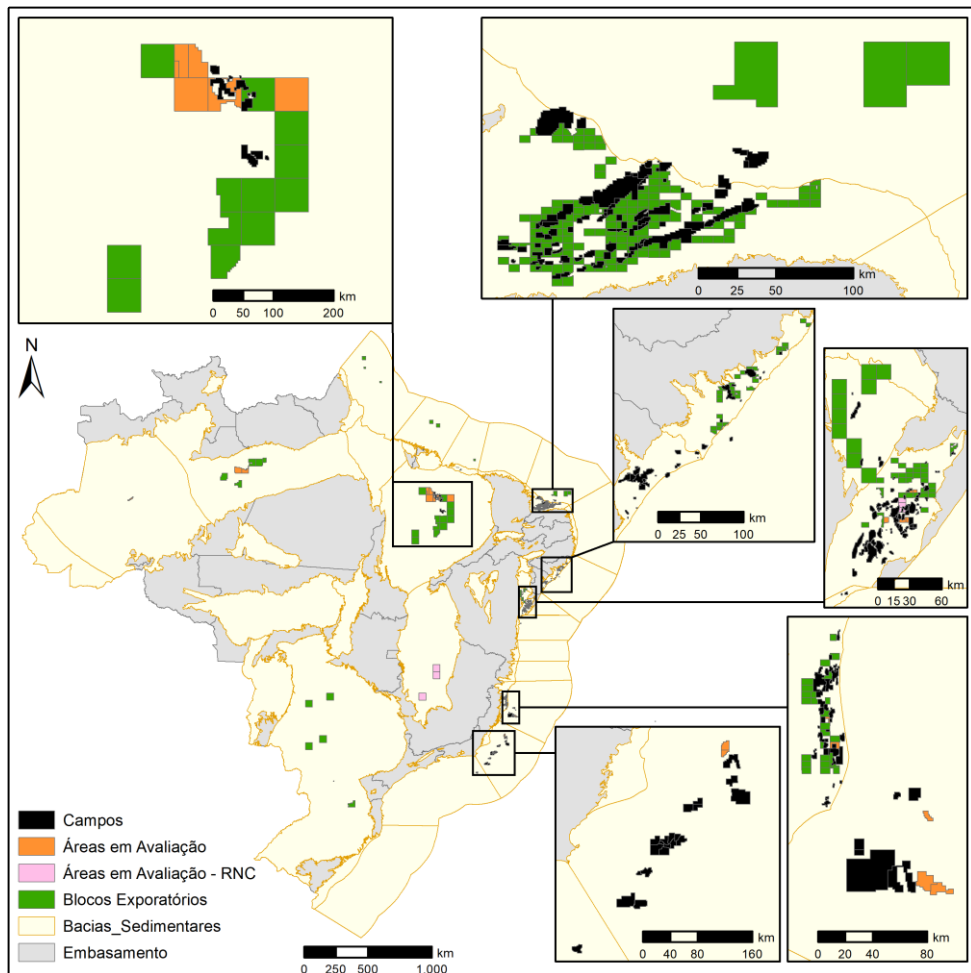 km
0 50 100 200
km
0 25 50 100
N
km
0 25 50 100
km
0 15 30 60
Campos
Áreas em Avaliação
Áreas em Avaliação - RNC
Blocos Exporatórios
Bacias_Sedimentares
Embasamento
km
0 250 500 1.000
km
0 40 80 160
km
0 20 40 80